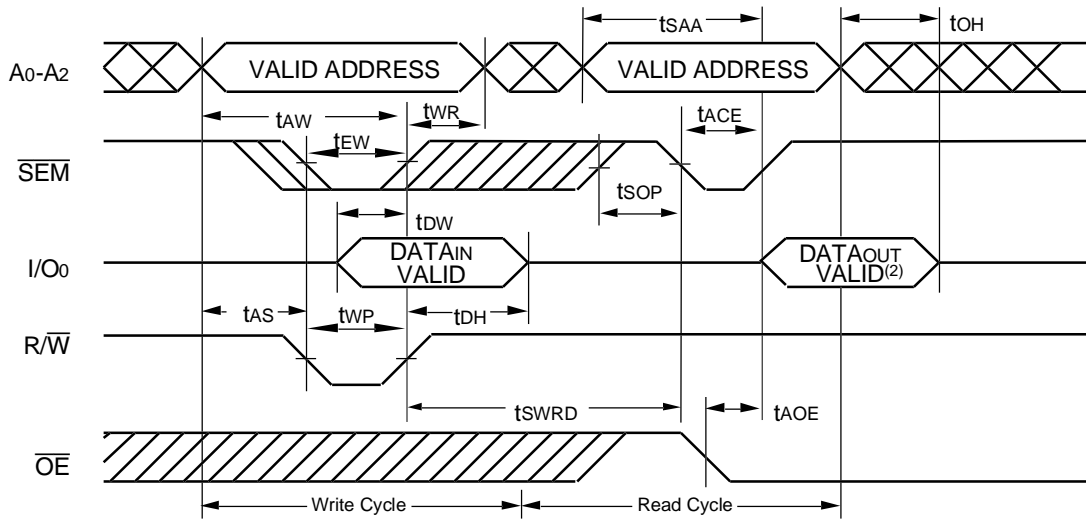 tSAA
tOH
A0-A2
VALID ADDRESS
VALID ADDRESS
tAW
tWR
tACE
tEW
SEM
tSOP
tDW
I/O0
DATAIN
VALID
DATAOUT
VALID(2)
tAS
tWP
tDH
R/W
tSWRD
tAOE
OE
Write Cycle
Read Cycle